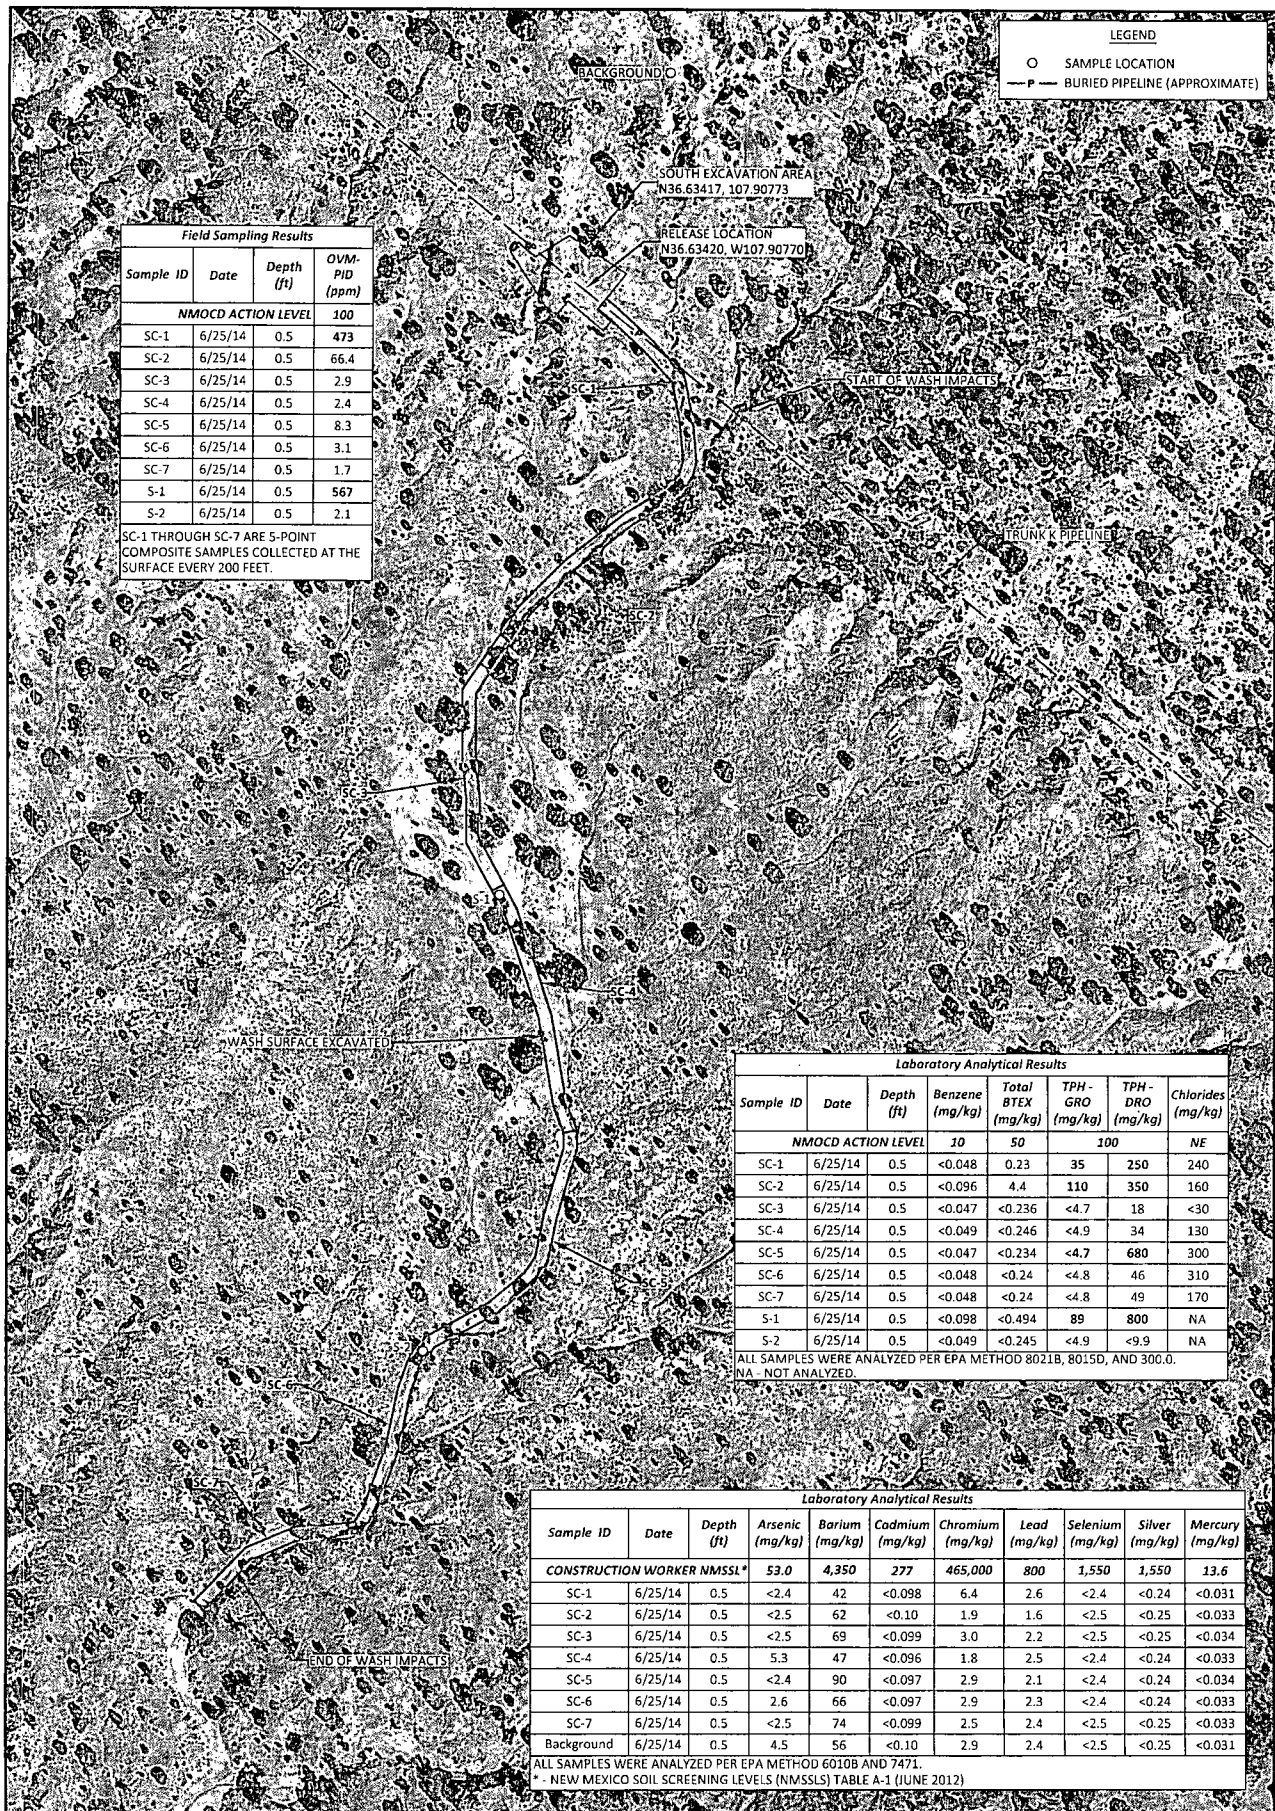 LEGEND
SAMPLE LOCATION
P BURIED PIPELINE (APPROXIMATE)
BACKGROUND
SOUTH EXCAVATION AREA
N36.63417, 107.90773
RELEASE LOCATION
N36.63420, W107.90770
Field Sampling Results
Sample ID Date Depth (ft) OVM-PID (ppm)
NMOCD ACTION LEVEL 100
SC-1 6/25/14 0.5 473
SC-2 6/25/14 0.5 66.4
SC-3 6/25/14 0.5 2.9
SC-4 6/25/14 0.5 2.4
SC-5 6/25/14 0.5 8.3
SC-6 6/25/14 0.5 3.1
SC-7 6/25/14 0.5 1.7
S-1 6/25/14 0.5 567
S-2 6/25/14 0.5 2.1
SC-1 THROUGH SC-7 ARE 5-POINT
COMPOSITE SAMPLES COLLECTED AT THE
SURFACE EVERY 200 FEET.
SC-1
START OF WASH IMPACTS
TRUNK K PIPELINE
SC-2
SC-3
S-1
SC-4
WASH SURFACE EXCAVATED
SC-5
SC-6
SC-7
END OF WASH IMPACTS
Laboratory Analytical Results
Sample ID Date Depth (ft) Benzene (mg/kg) Total BTEX (mg/kg) TPH - GRO (mg/kg) TPH - DRO (mg/kg) Chlorides (mg/kg)
NMOCD ACTION LEVEL 10 50 100 NE
SC-1 6/25/14 0.5 <0.048 0.23 35 250 240
SC-2 6/25/14 0.5 <0.096 4.4 110 350 160
SC-3 6/25/14 0.5 <0.047 <0.236 <4.7 18 <30
SC-4 6/25/14 0.5 <0.049 <0.246 <4.9 34 130
SC-5 6/25/14 0.5 <0.047 <0.234 <4.7 680 300
SC-6 6/25/14 0.5 <0.048 <0.24 <4.8 46 310
SC-7 6/25/14 0.5 <0.048 <0.24 <4.8 49 170
S-1 6/25/14 0.5 <0.098 <0.494 89 800 NA
S-2 6/25/14 0.5 <0.049 <0.245 <4.9 <9.9 NA
ALL SAMPLES WERE ANALYZED PER EPA METHOD 8021B, 8015D, AND 300.0.
NA - NOT ANALYZED.
Laboratory Analytical Results
Sample ID Date Depth (ft) Arsenic (mg/kg) Barium (mg/kg) Cadmium (mg/kg) Chromium (mg/kg) Lead (mg/kg) Selenium (mg/kg) Silver (mg/kg) Mercury (mg/kg)
CONSTRUCTION WORKER NMSSL* 53.0 4,350 277 465,000 800 1,550 1,550 13.6
SC-1 6/25/14 0.5 <2.4 42 <0.098 6.4 2.6 <2.4 <0.24 <0.031
SC-2 6/25/14 0.5 <2.5 62 <0.10 1.9 1.6 <2.5 <0.25 <0.033
SC-3 6/25/14 0.5 <2.5 69 <0.099 3.0 2.2 <2.5 <0.25 <0.034
SC-4 6/25/14 0.5 5.3 47 <0.096 1.8 2.5 <2.4 <0.24 <0.033
SC-5 6/25/14 0.5 <2.4 90 <0.097 2.9 2.1 <2.4 <0.24 <0.034
SC-6 6/25/14 0.5 2.6 66 <0.097 2.9 2.3 <2.4 <0.24 <0.033
SC-7 6/25/14 0.5 <2.5 74 <0.099 2.5 2.4 <2.5 <0.25 <0.033
Background 6/25/14 0.5 4.5 56 <0.10 2.9 2.4 <2.5 <0.25 <0.031
ALL SAMPLES WERE ANALYZED PER EPA METHOD 6010B AND 7471.
* - NEW MEXICO SOIL SCREENING LEVELS (NMSSLS) TABLE A-1 (JUNE 2012)